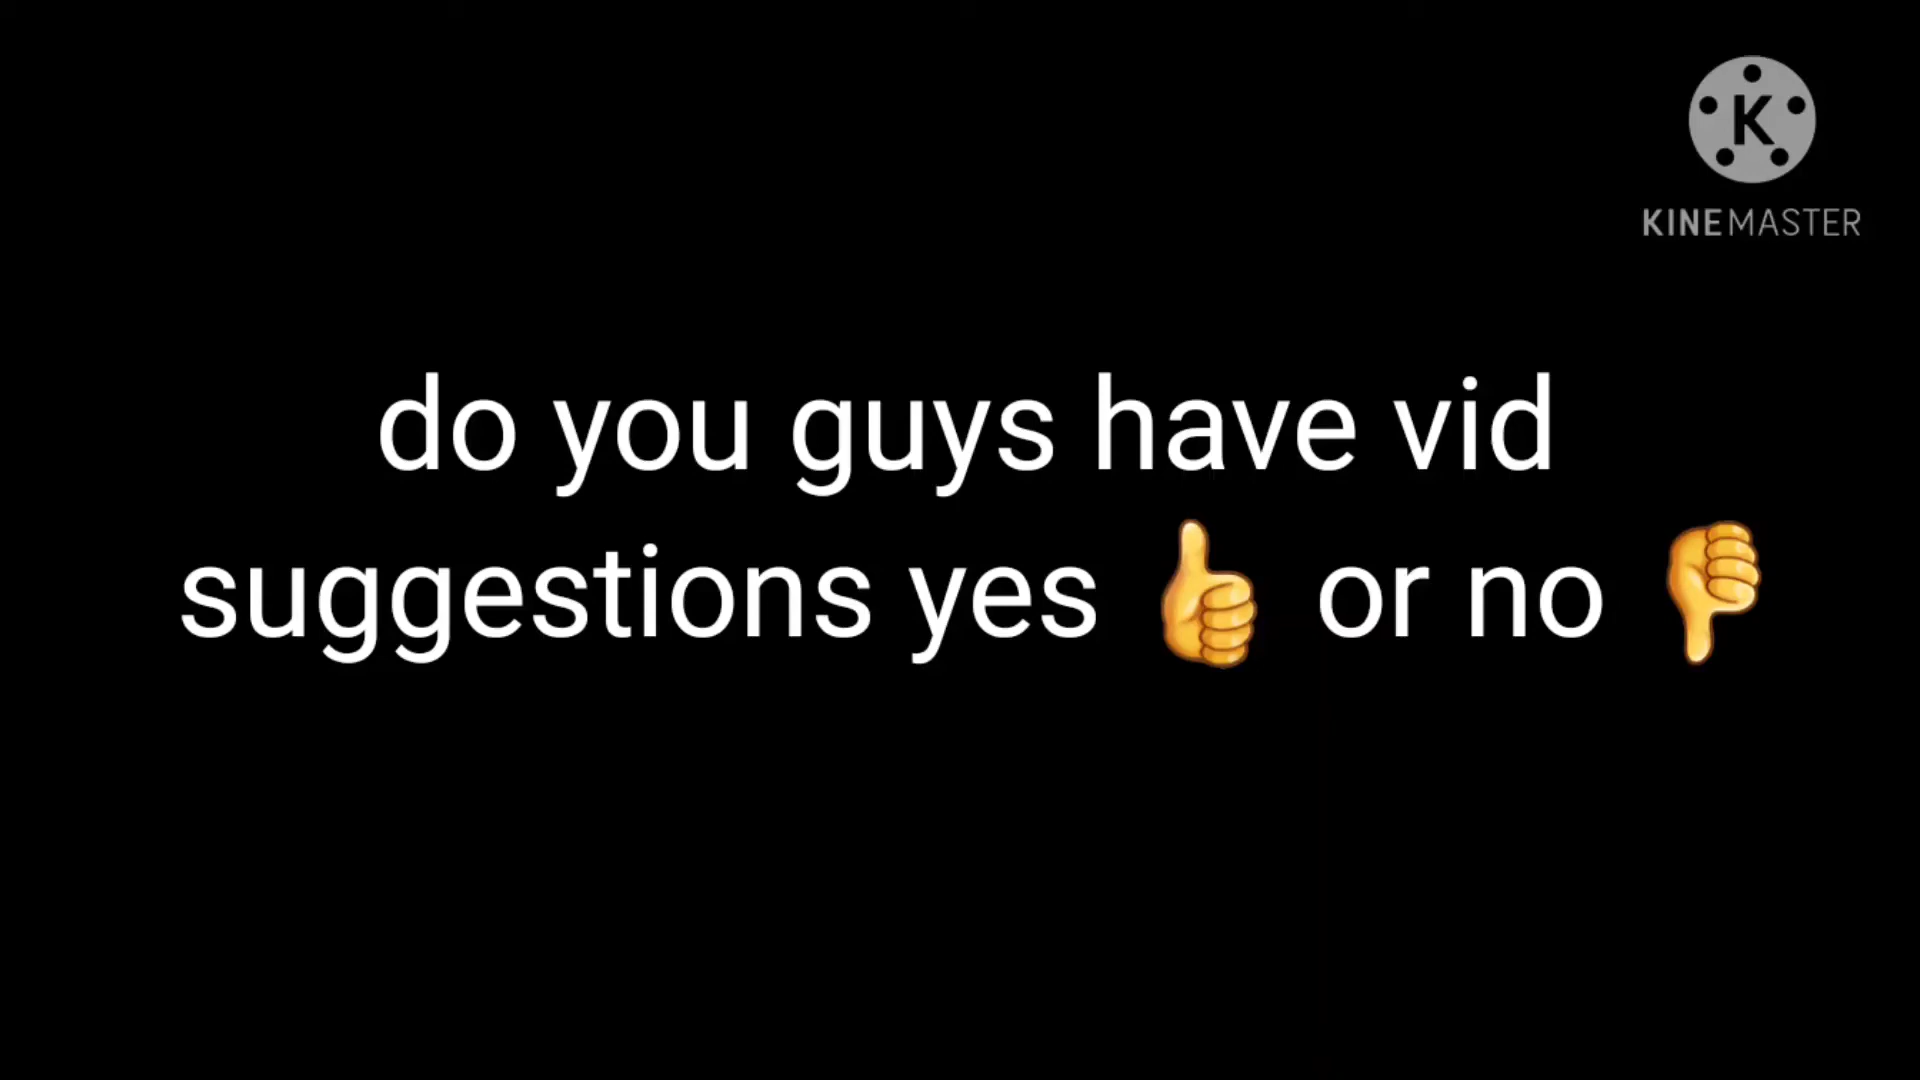 K
KINEMASTER
do you guys have vid
suggestions yes 👍 or no 👎